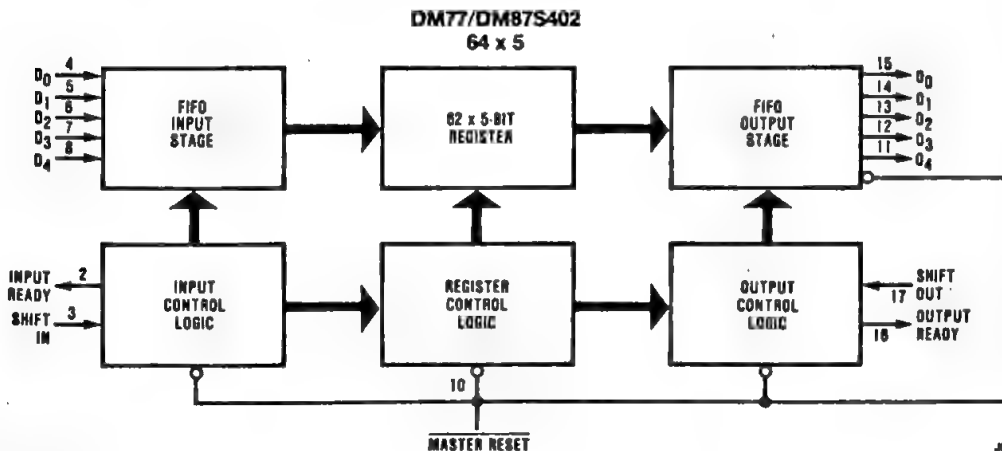 DM77/DM87S402
64 x 5
D0 4
D1 5
D2 6
D3 7
D4 8
FIFO
INPUT
STAGE
62 x 5-BIT
REGISTER
FIFO
OUTPUT
STAGE
15 O0
14 O1
13 O2
12 O3
11 O4
INPUT
READY
2
SHIFT
IN
3
INPUT
CONTROL
LOGIC
REGISTER
CONTROL
LOGIC
OUTPUT
CONTROL
LOGIC
17
SHIFT
OUT
16
OUTPUT
READY
10
MASTER RESET